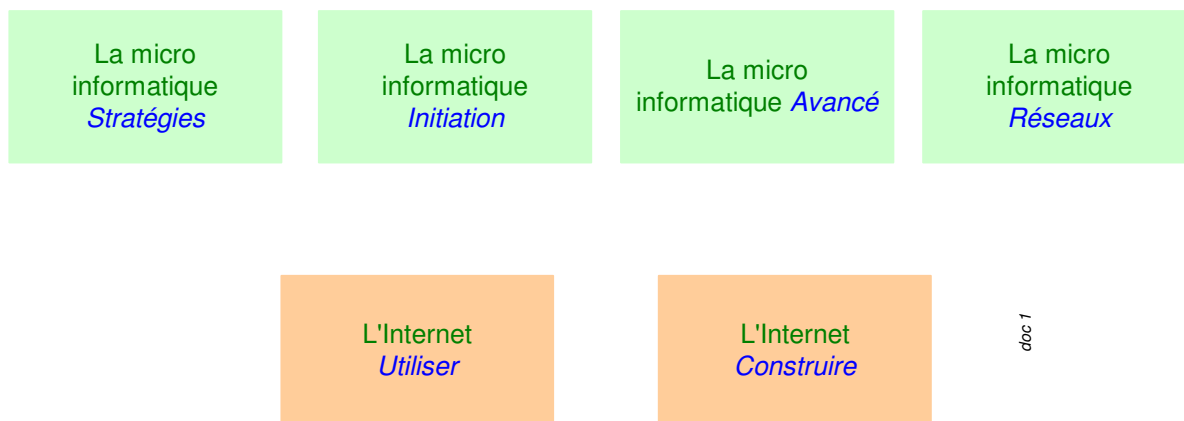 La micro
informatique
Stratégies
La micro
informatique
Initiation
La micro
informatique Avancé
La micro
informatique
Réseaux
L'Internet
Utiliser
L'Internet
Construire
doc 1